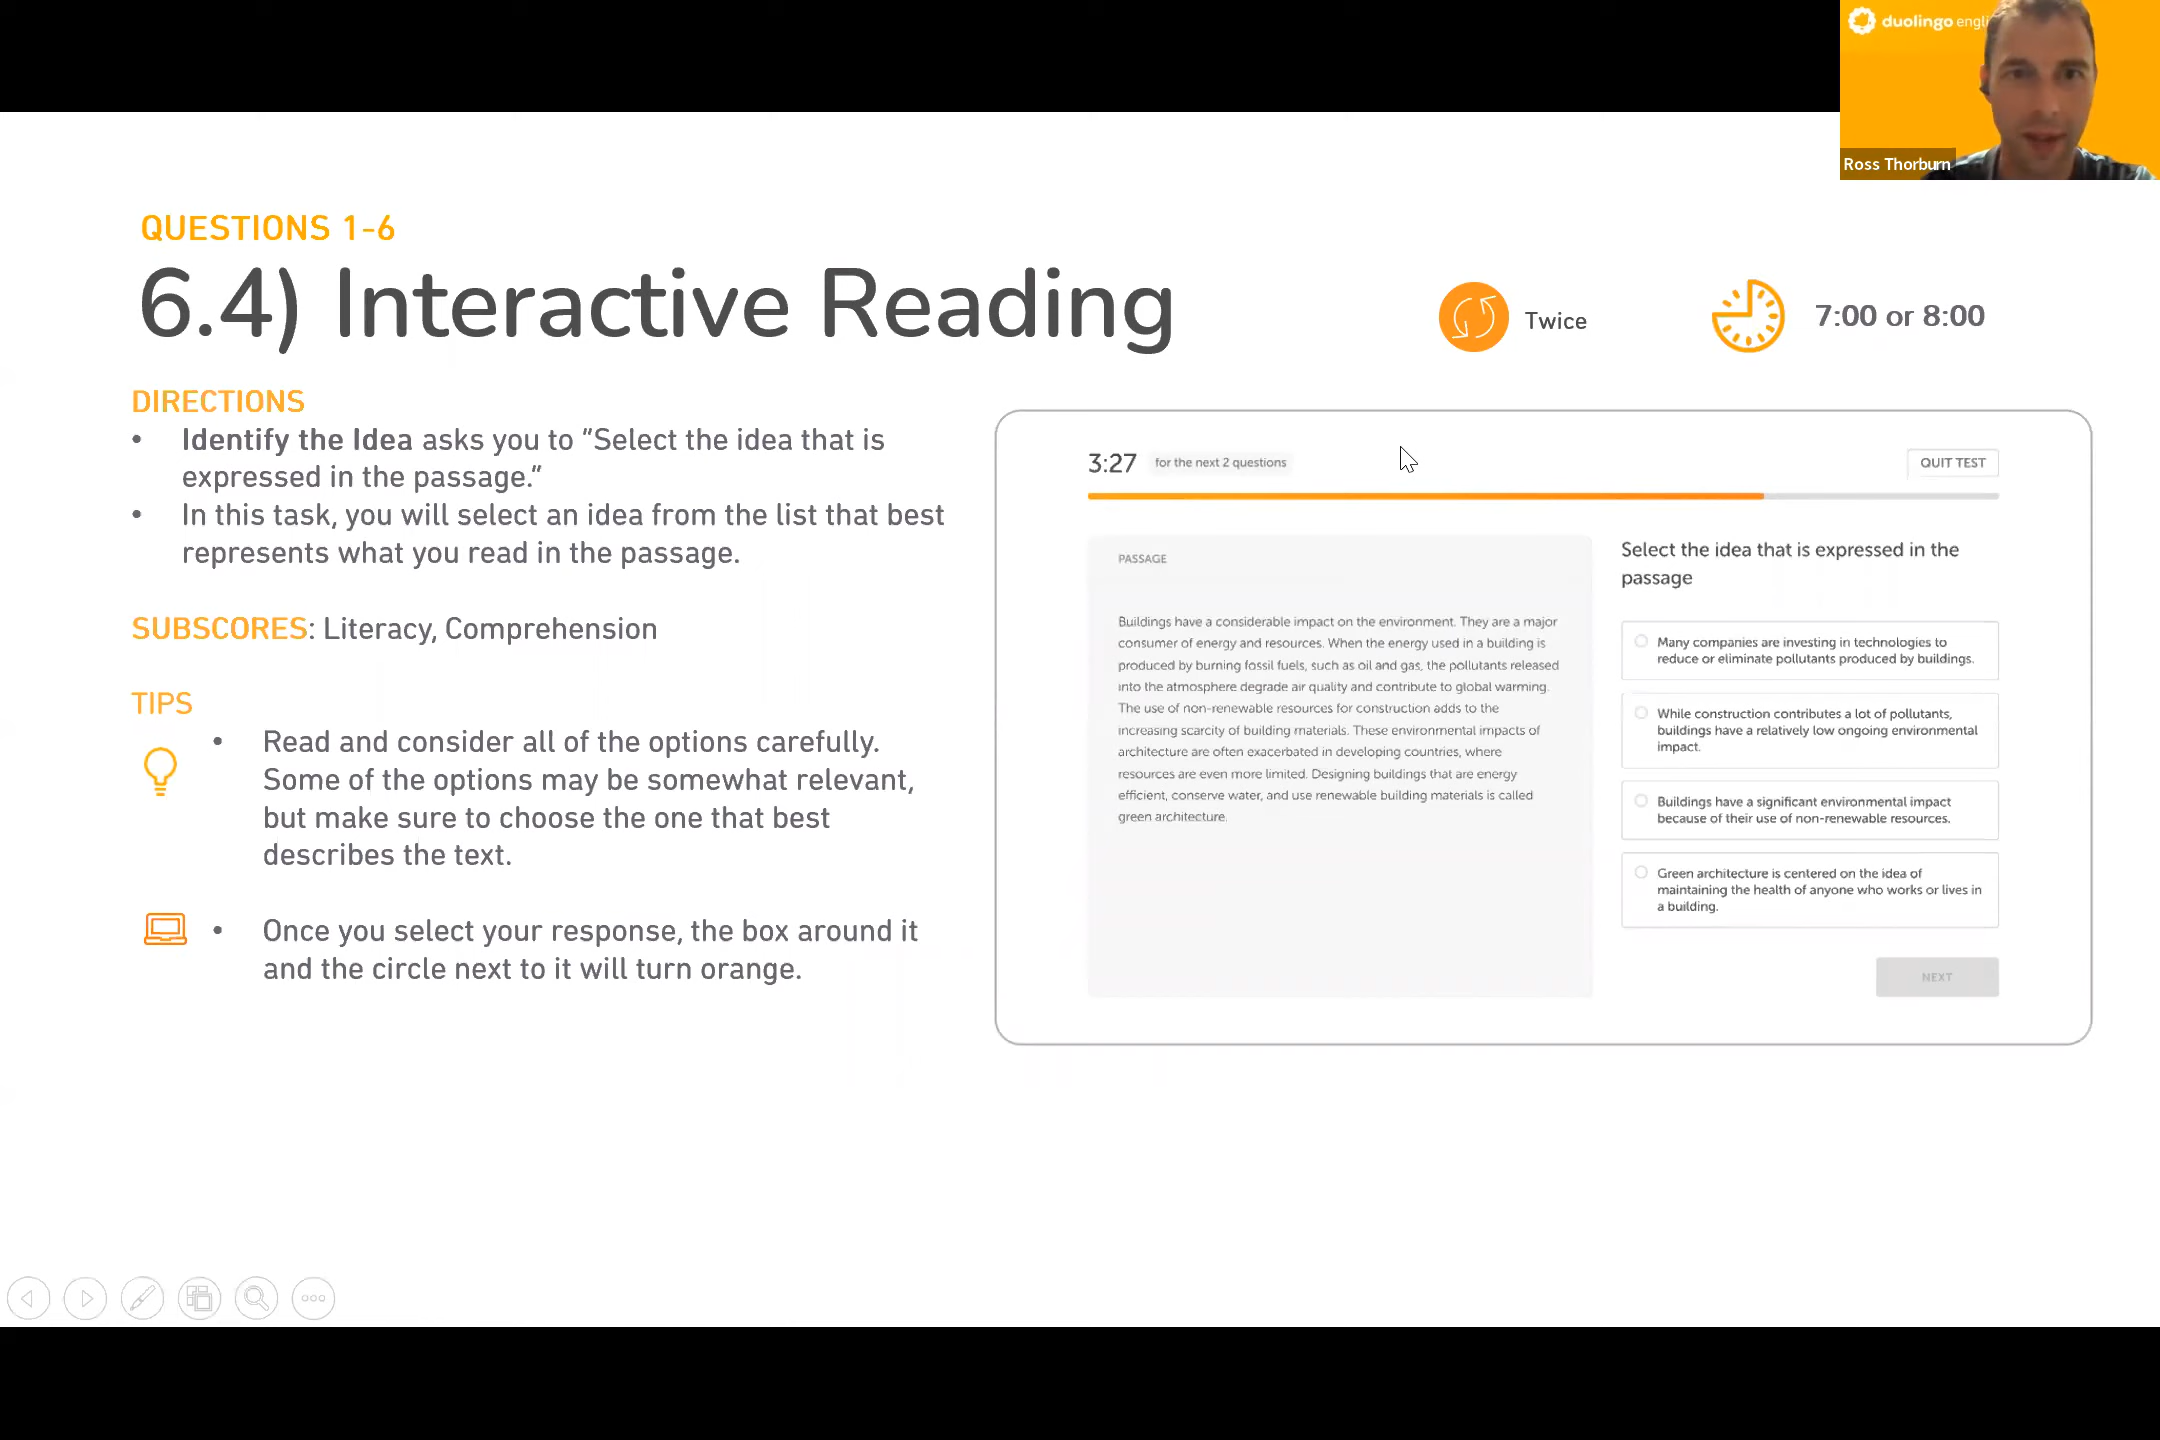 duolingo engli
Ross Thorburn
QUESTIONS 1-6
6.4) Interactive Reading
Twice
7:00 or 8:00
DIRECTIONS
• Identify the Idea asks you to “Select the idea that is
expressed in the passage.”
• In this task, you will select an idea from the list that best
represents what you read in the passage.
SUBSCORES: Literacy, Comprehension
TIPS
• Read and consider all of the options carefully.
Some of the options may be somewhat relevant,
but make sure to choose the one that best
describes the text.
• Once you select your response, the box around it
and the circle next to it will turn orange.
3:27 for the next 2 questions
QUIT TEST
PASSAGE
Buildings have a considerable impact on the environment. They are a major
consumer of energy and resources. When the energy used in a building is
produced by burning fossil fuels, such as oil and gas, the pollutants released
into the atmosphere degrade air quality and contribute to global warming.
The use of non-renewable resources for construction adds to the
increasing scarcity of building materials. These environmental impacts of
architecture are often exacerbated in developing countries, where
resources are even more limited. Designing buildings that are energy
efficient, conserve water, and use renewable building materials is called
green architecture.
Select the idea that is expressed in the
passage
Many companies are investing in technologies to
reduce or eliminate pollutants produced by buildings.
While construction contributes a lot of pollutants,
buildings have a relatively low ongoing environmental
impact.
Buildings have a significant environmental impact
because of their use of non-renewable resources.
Green architecture is centered on the idea of
maintaining the health of anyone who works or lives in
a building.
NEXT